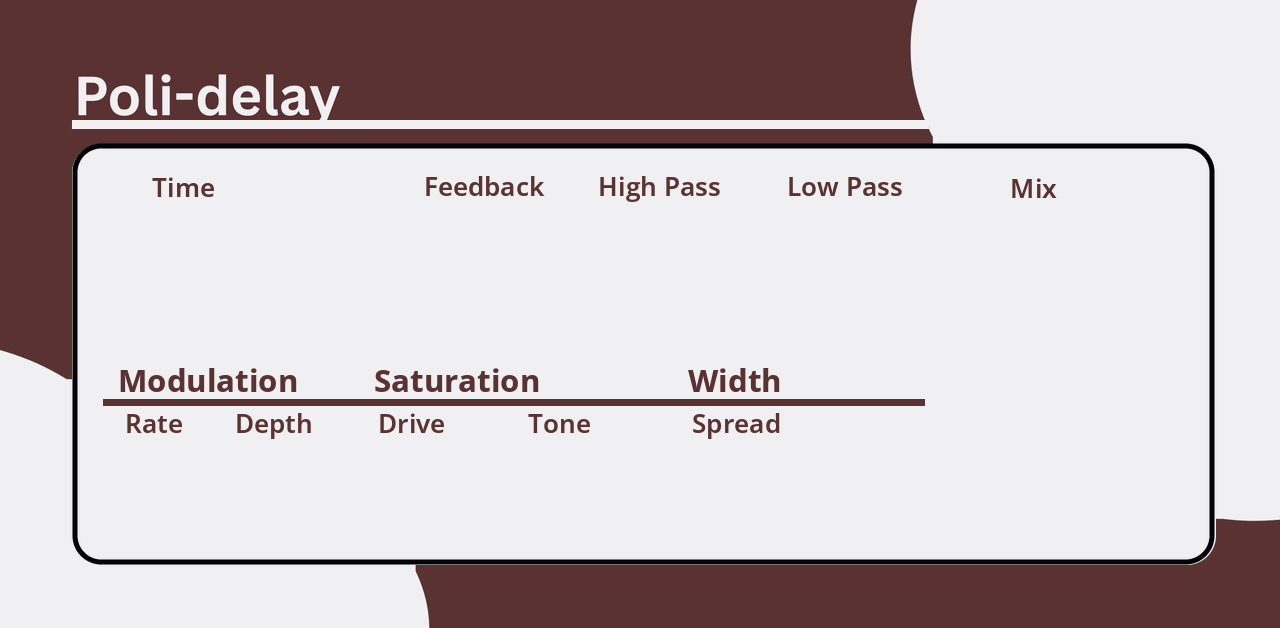 Poli-delay
Time Feedback High Pass Low Pass Mix
Modulation Saturation Width
Rate Depth Drive Tone Spread